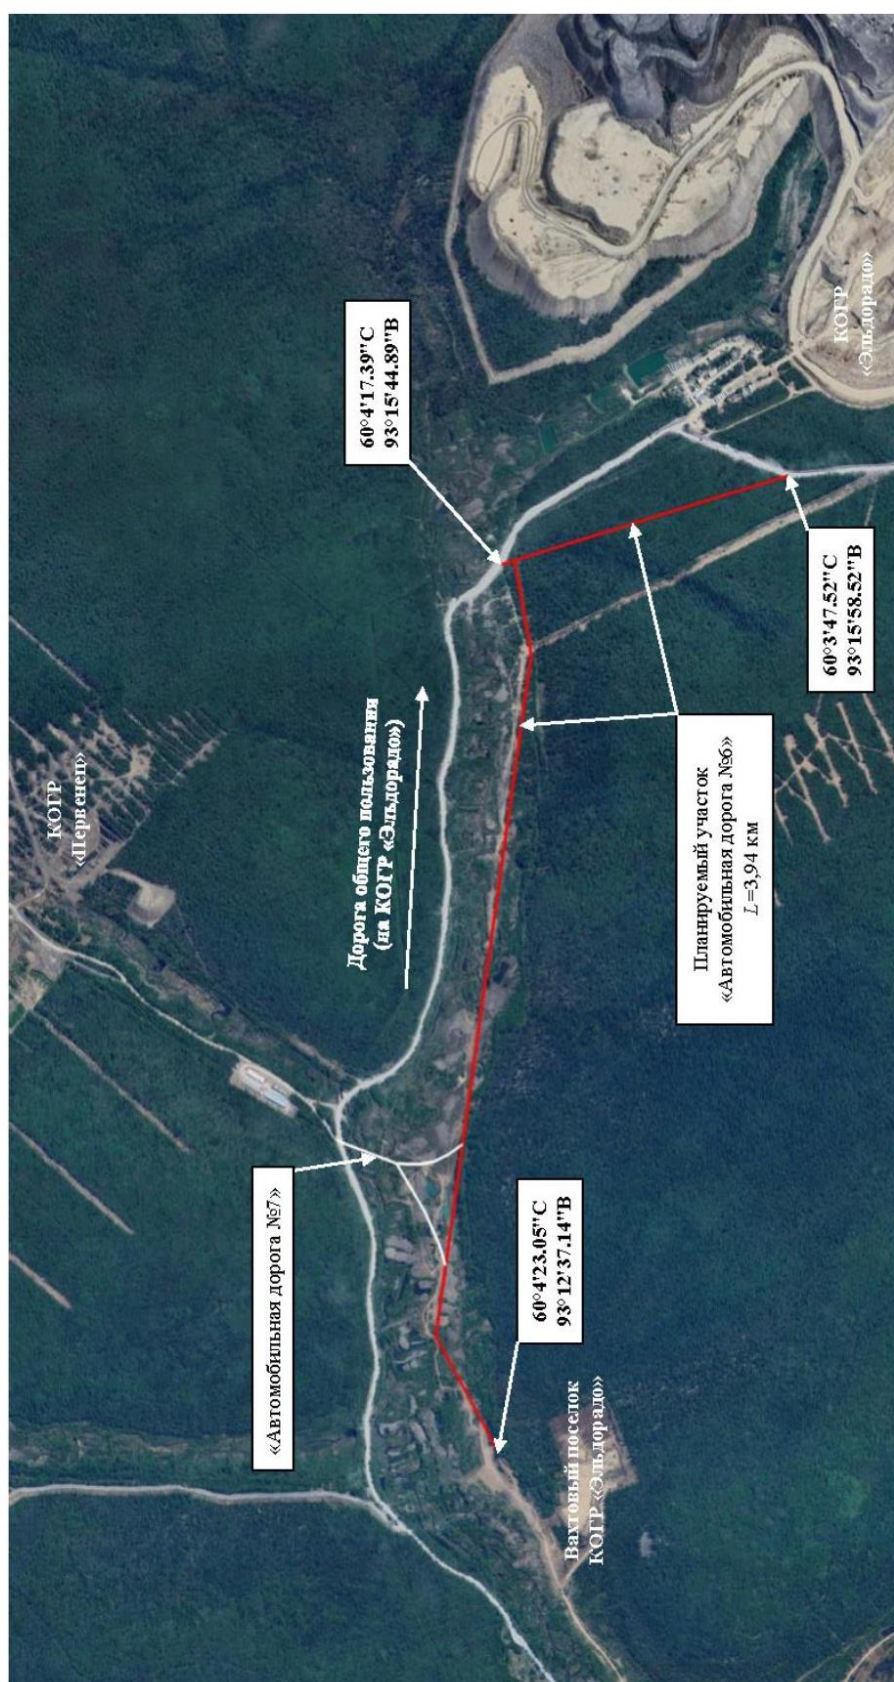 КОГР
«Первенец»
«Автомобильная дорога №7»
Дорога общего пользования
(на КОГР «Эльдорадо»)
60°4'17.39"С
93°15'44.89"В
60°4'23.05"С
93°12'37.14"В
Вахтовый поселок
КОГР «Эльдорадо»
Планируемый участок
«Автомобильная дорога №6»
L=3,94 км
60°3'47.52"С
93°15'58.52"В
КОГР
«Эльдорадо»